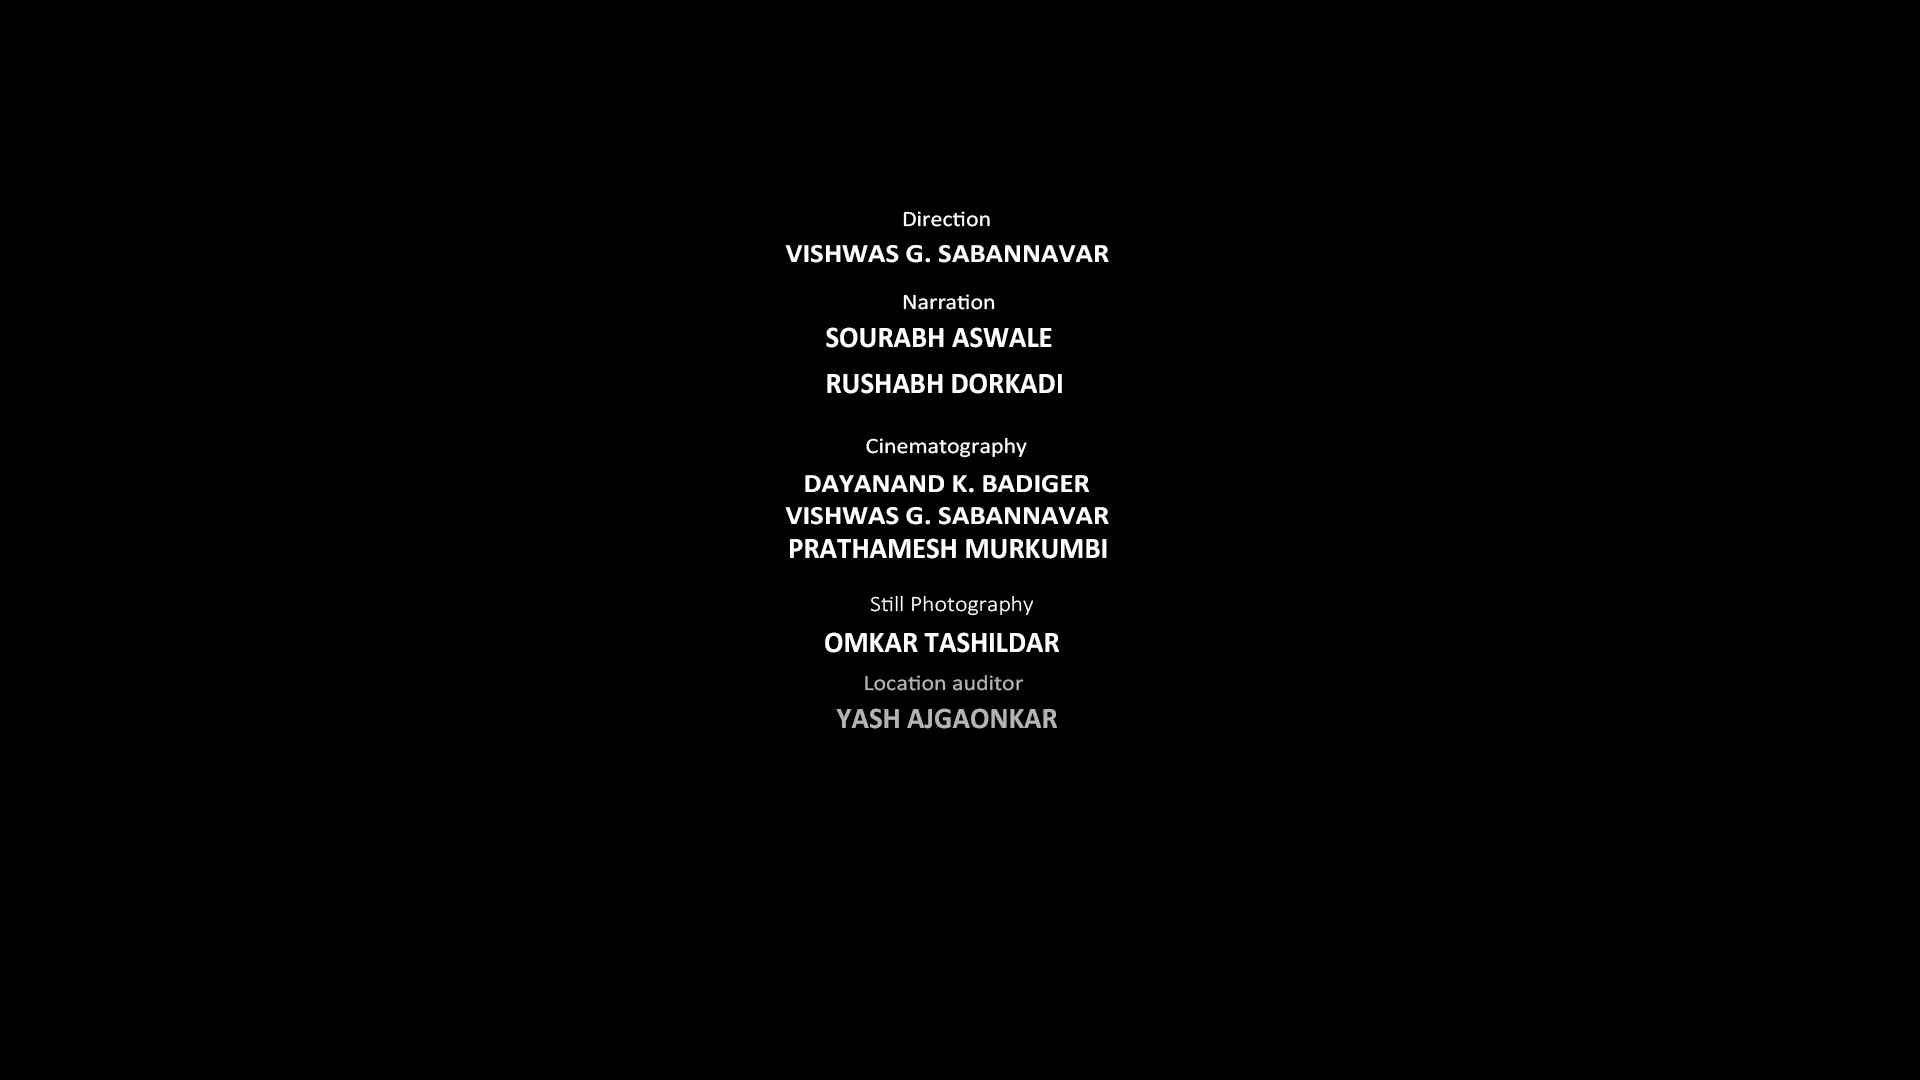 Direction
VISHWAS G. SABANNAVAR
Narration
SOURABH ASWALE
RUSHABH DORKADI
Cinematography
DAYANAND K. BADIGER
VISHWAS G. SABANNAVAR
PRATHAMESH MURKUMBI
Still Photography
OMKAR TASHILDAR
Location auditor
YASH AJGAONKAR